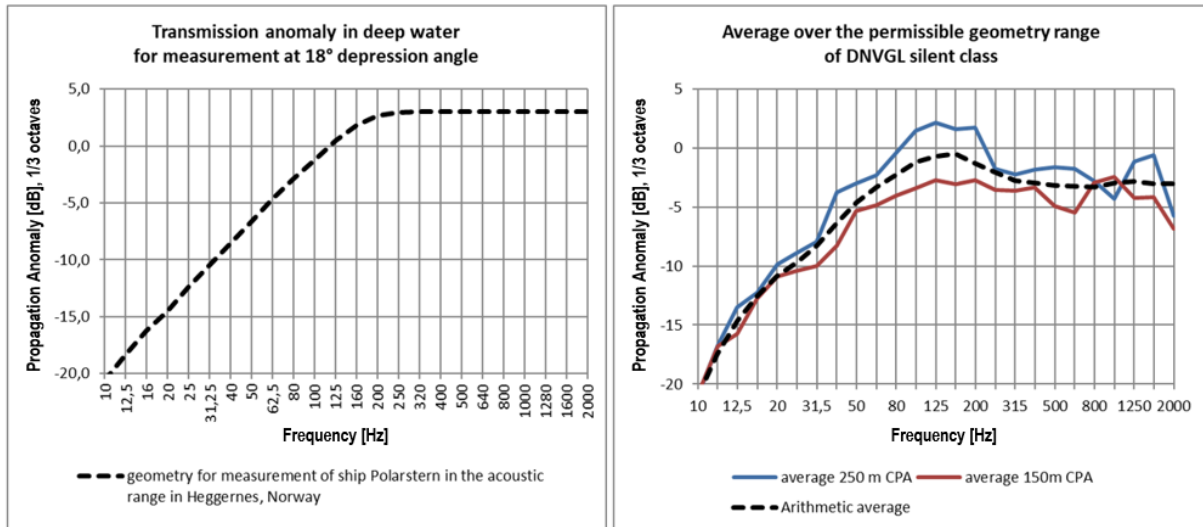 Transmission anomaly in deep water
for measurement at 18° depression angle
Propagation Anomaly [dB], 1/3 octaves
5,0
0,0
-5,0
-10,0
-15,0
-20,0
10
12,5
16
20
25
31,25
40
50
62,5
80
100
125
160
200
250
320
400
500
640
800
1000
1280
1600
2000
Frequency [Hz]
geometry for measurement of ship Polarstern in the acoustic
range in Heggernes, Norway
Average over the permissible geometry range
of DNVGL silent class
Propagation Anomaly [dB], 1/3 octaves
5
0
-5
-10
-15
-20
10 12,5 20 31,5 50 80 125 200 315 500 800 1250 2000
Frequency [Hz]
average 250 m CPA
average 150m CPA
Arithmetic average